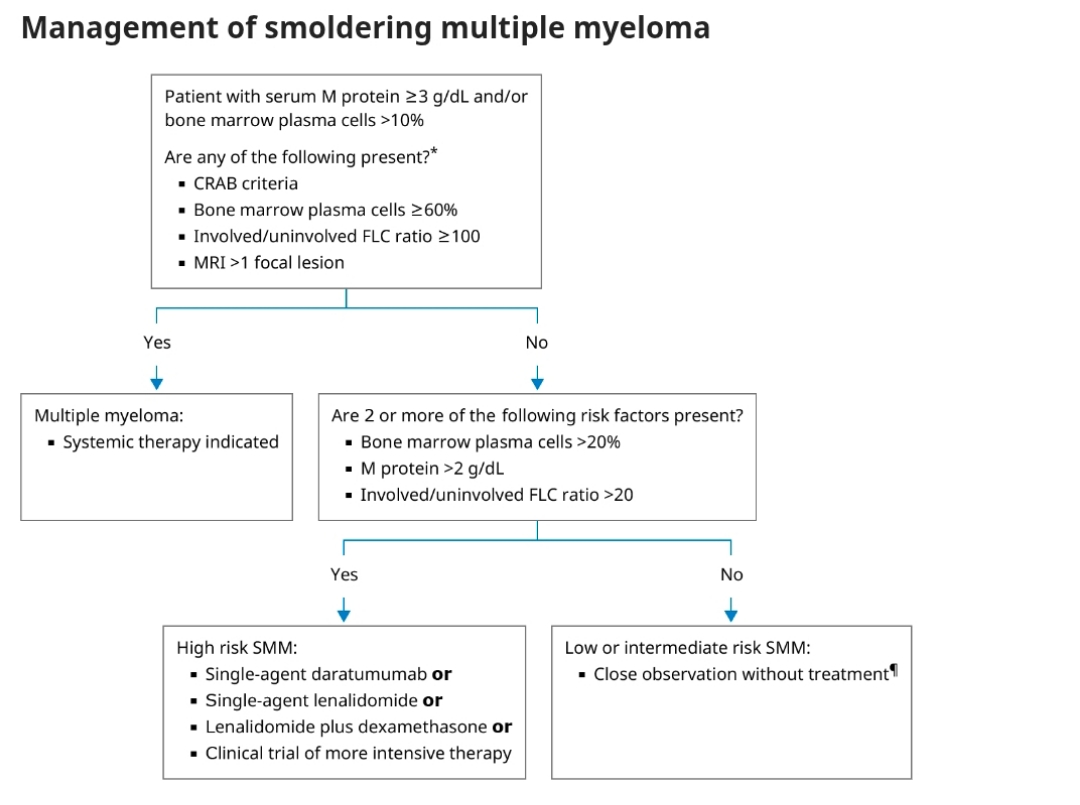 Management of smoldering multiple myeloma
Patient with serum M protein ≥3 g/dL and/or
bone marrow plasma cells >10%
Are any of the following present?*
▪ CRAB criteria
▪ Bone marrow plasma cells ≥60%
▪ Involved/uninvolved FLC ratio ≥100
▪ MRI >1 focal lesion
Yes
No
Multiple myeloma:
▪ Systemic therapy indicated
Are 2 or more of the following risk factors present?
▪ Bone marrow plasma cells >20%
▪ M protein >2 g/dL
▪ Involved/uninvolved FLC ratio >20
Yes
No
High risk SMM:
▪ Single-agent daratumumab or
▪ Single-agent lenalidomide or
▪ Lenalidomide plus dexamethasone or
▪ Clinical trial of more intensive therapy
Low or intermediate risk SMM:
▪ Close observation without treatment¶